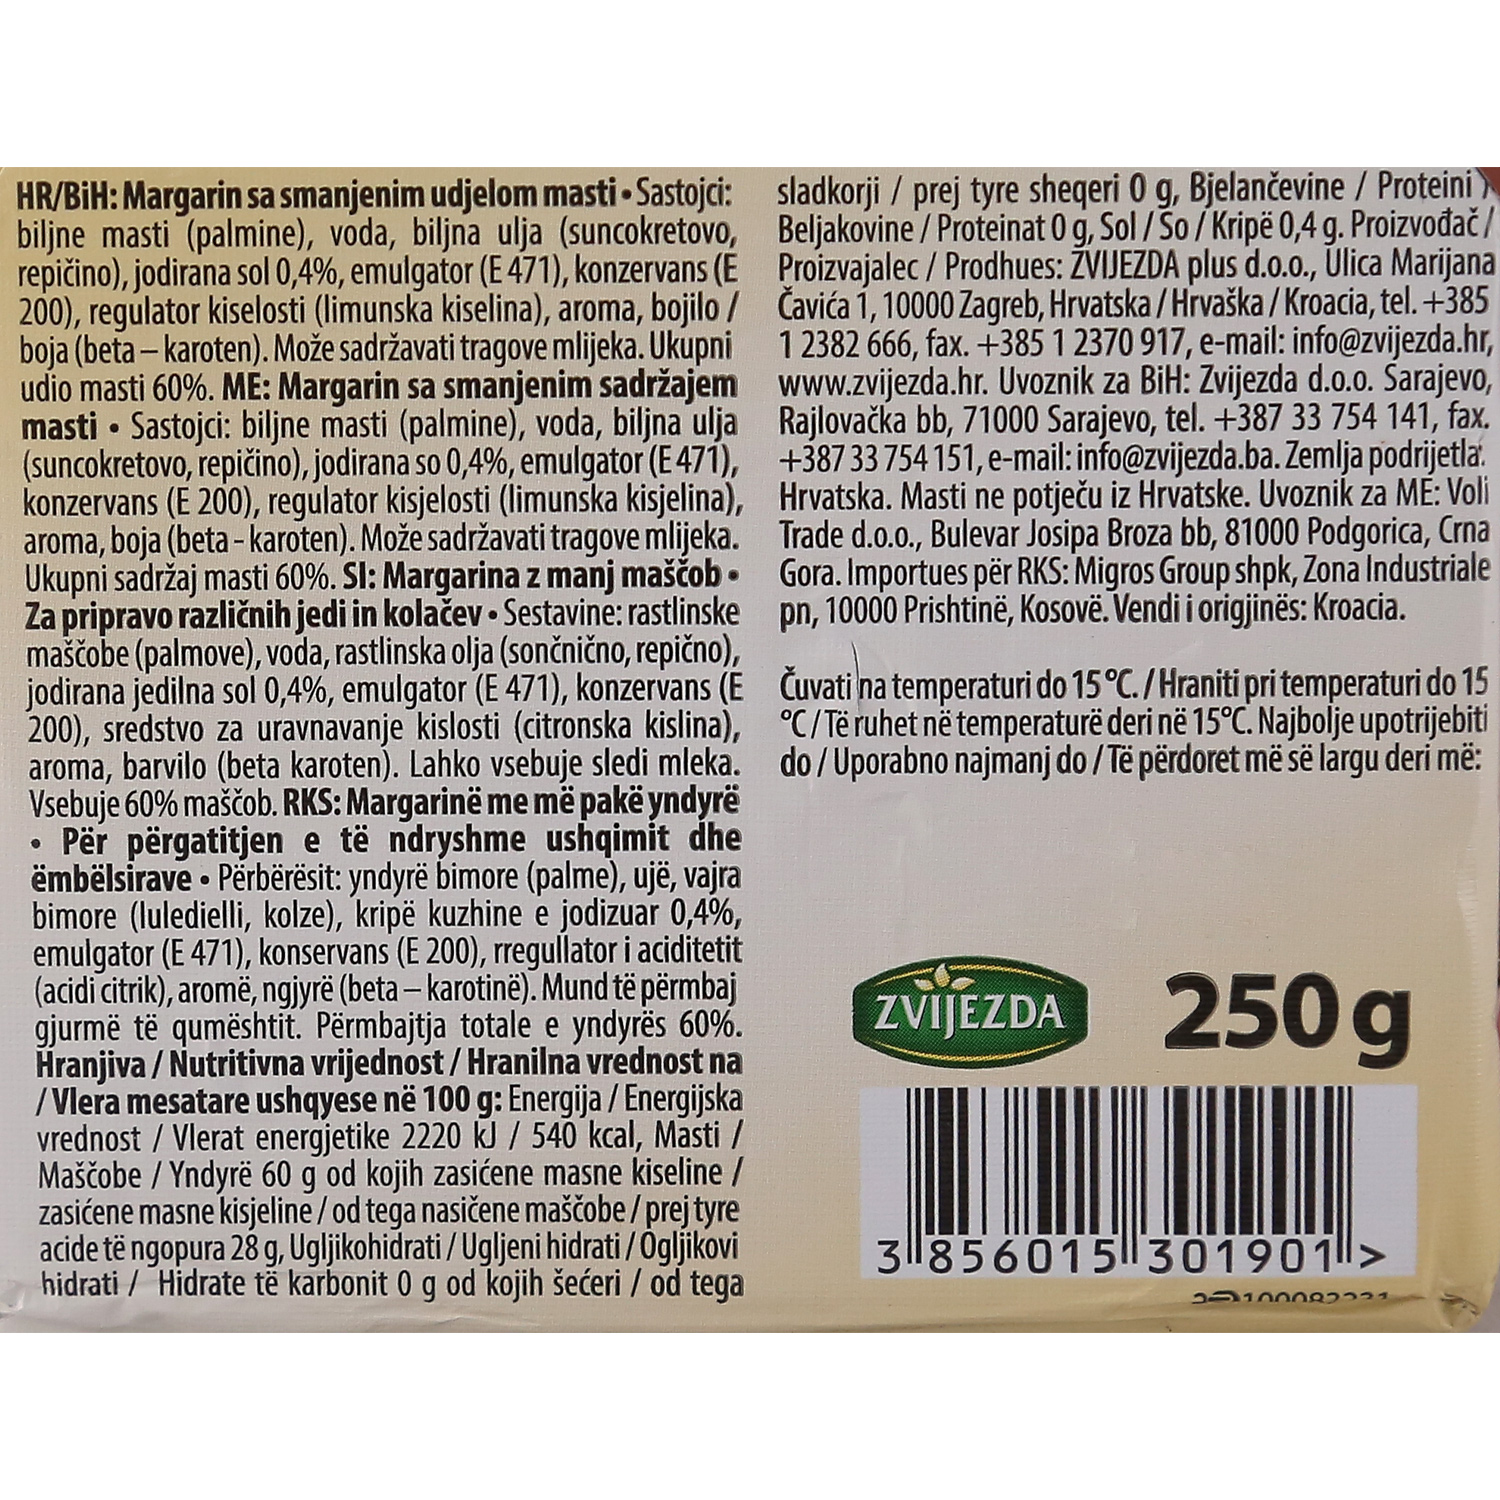 HR/BiH: Margarin sa smanjenim udjelom masti • Sastojci:
biljne masti (palmine), voda, biljna ulja (suncokretovo,
repičino), jodirana sol 0,4%, emulgator (E 471), konzervans (E
200), regulator kiselosti (limunska kiselina), aroma, bojilo /
boja (beta – karoten). Može sadržavati tragove mlijeka. Ukupni
udio masti 60%. ME: Margarin sa smanjenim sadržajem
masti • Sastojci: biljne masti (palmine), voda, biljna ulja
(suncokretovo, repičino), jodirana so 0,4%, emulgator (E 471),
konzervans (E 200), regulator kisjelosti (limunska kisjelina),
aroma, boja (beta - karoten). Može sadržavati tragove mlijeka.
Ukupni sadržaj masti 60%. SI: Margarina z manj maščob •
Za pripravo različnih jedi in kolačev • Sestavine: rastlinske
maščobe (palmove), voda, rastlinska olja (sončnično, repično),
jodirana jedilna sol 0,4%, emulgator (E 471), konzervans (E
200), sredstvo za uravnavanje kislosti (citronska kislina),
aroma, barvilo (beta karoten). Lahko vsebuje sledi mleka.
Vsebuje 60% maščob. RKS: Margarinë me më pakë yndyrë
• Për përgatitjen e të ndryshme ushqimit dhe
ëmbëlsirave • Përbërësit: yndyrë bimore (palme), ujë, vajra
bimore (luledielli, kolze), kripë kuzhine e jodizuar 0,4%,
emulgator (E 471), konservans (E 200), rregullator i aciditetit
(acidi citrik), aromë, ngjyrë (beta – karotinë). Mund të përmbaj
gjurmë të qumështit. Përmbajtja totale e yndyrës 60%.
Hranjiva / Nutritivna vrijednost / Hranilna vrednost na
/ Vlera mesatare ushqyese në 100 g: Energija / Energijska
vrednost / Vlerat energjetike 2220 kJ / 540 kcal, Masti /
Maščobe / Yndyrë 60 g od kojih zasićene masne kiseline /
zasićene masne kisjeline / od tega nasičene maščobe / prej tyre
acide të ngopura 28 g, Ugljikohidrati / Ugljeni hidrati / Ogljikovi
hidrati / Hidrate të karbonit 0 g od kojih šećeri / od tega
sladkorji / prej tyre sheqeri 0 g, Bjelančevine / Proteini /
Beljakovine / Proteinat 0 g, Sol / So / Kripë 0,4 g. Proizvođač /
Proizvajalec / Prodhues: ZVIJEZDA plus d.o.o., Ulica Marijana
Čavića 1, 10000 Zagreb, Hrvatska / Hrvaška / Kroacia, tel. +385
1 2382 666, fax. +385 1 2370 917, e-mail: info@zvijezda.hr,
www.zvijezda.hr. Uvoznik za BiH: Zvijezda d.o.o. Sarajevo,
Rajlovačka bb, 71000 Sarajevo, tel. +387 33 754 141, fax.
+387 33 754 151, e-mail: info@zvijezda.ba. Zemlja podrijetla:
Hrvatska. Masti ne potječu iz Hrvatske. Uvoznik za ME: Voli
Trade d.o.o., Bulevar Josipa Broza bb, 81000 Podgorica, Crna
Gora. Importues për RKS: Migros Group shpk, Zona Industriale
pn, 10000 Prishtinë, Kosovë. Vendi i origjinës: Kroacia.
Čuvati na temperaturi do 15 °C. / Hraniti pri temperaturi do 15
°C / Të ruhet në temperaturë deri në 15°C. Najbolje upotrijebiti
do / Uporabno najmanj do / Të përdoret më së largu deri më:
ZVIJEZDA
250 g
3 856015 301901 >